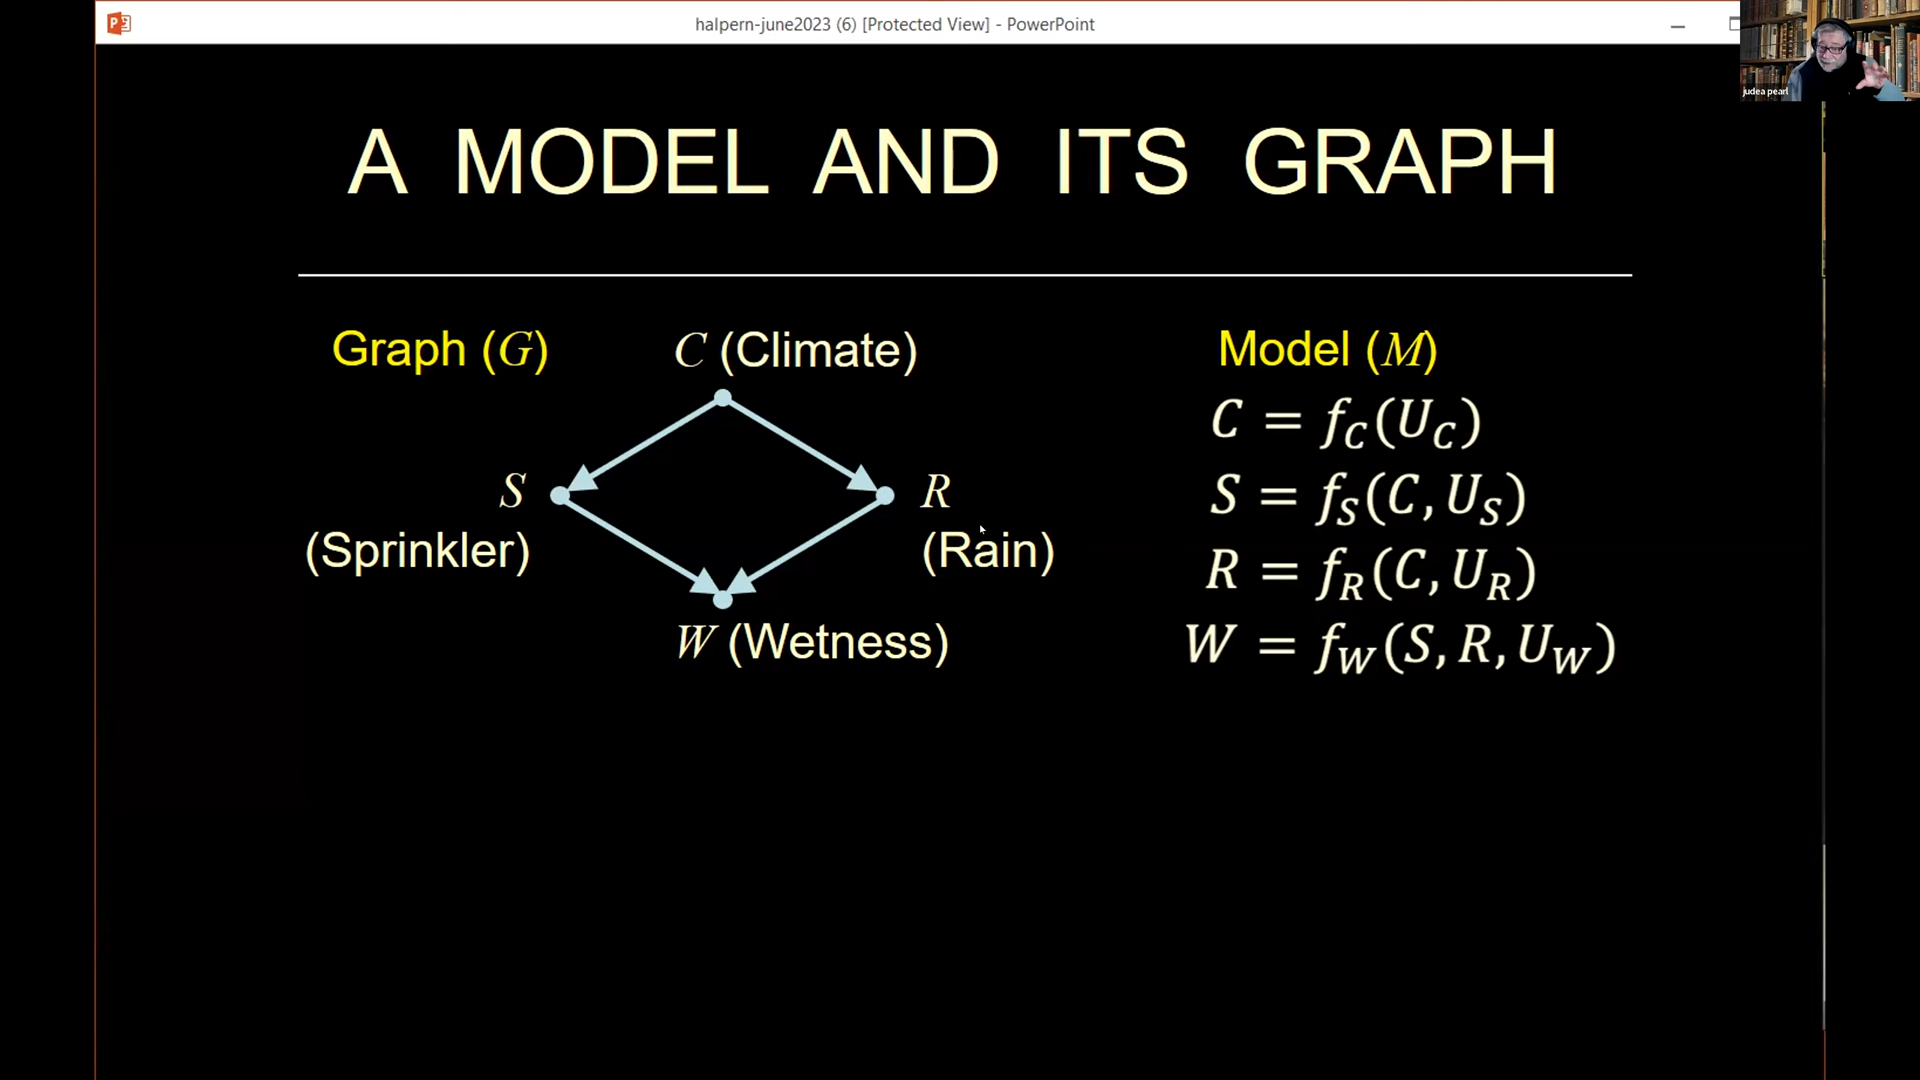 halpern-june2023 (6) [Protected View] - PowerPoint
judea pearl
A MODEL AND ITS GRAPH
Graph (G)
C (Climate)
S
(Sprinkler)
R
(Rain)
W (Wetness)
Model (M)
C = f_C(U_C)
S = f_S(C, U_S)
R = f_R(C, U_R)
W = f_W(S, R, U_W)